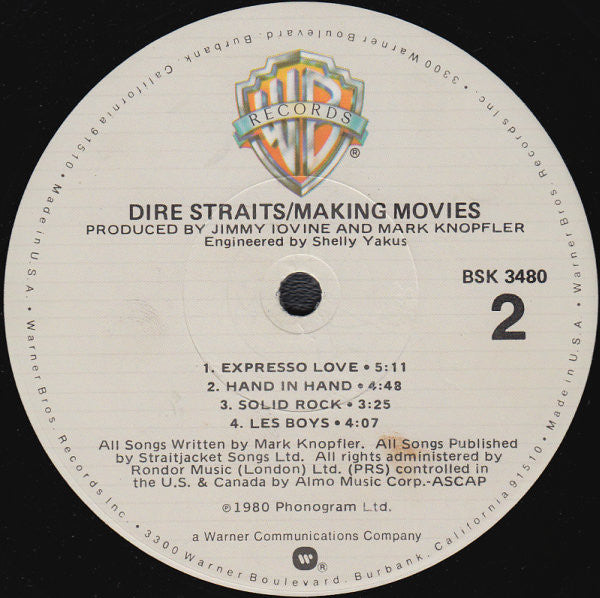 WB
RECORDS
®
DIRE STRAITS/MAKING MOVIES
PRODUCED BY JIMMY IOVINE AND MARK KNOPFLER
Engineered by Shelly Yakus
BSK 3480
2
1. EXPRESSO LOVE • 5:11
2. HAND IN HAND • 4:48
3. SOLID ROCK • 3:25
4. LES BOYS • 4:07
All Songs Written by Mark Knopfler. All Songs Published
by Straitjacket Songs Ltd. All rights administered by
Rondor Music (London) Ltd. (PRS) controlled in
the U.S. & Canada by Almo Music Corp.-ASCAP
℗1980 Phonogram Ltd.
a Warner Communications Company
W ®
Warner Bros. Records Inc. • 3300 Warner Boulevard, Burbank, California 91510 • Made in U.S.A. • Warner Bros. Records Inc. • 3300 Warner Boulevard, Burbank, California 91510 • Made in U.S.A. •